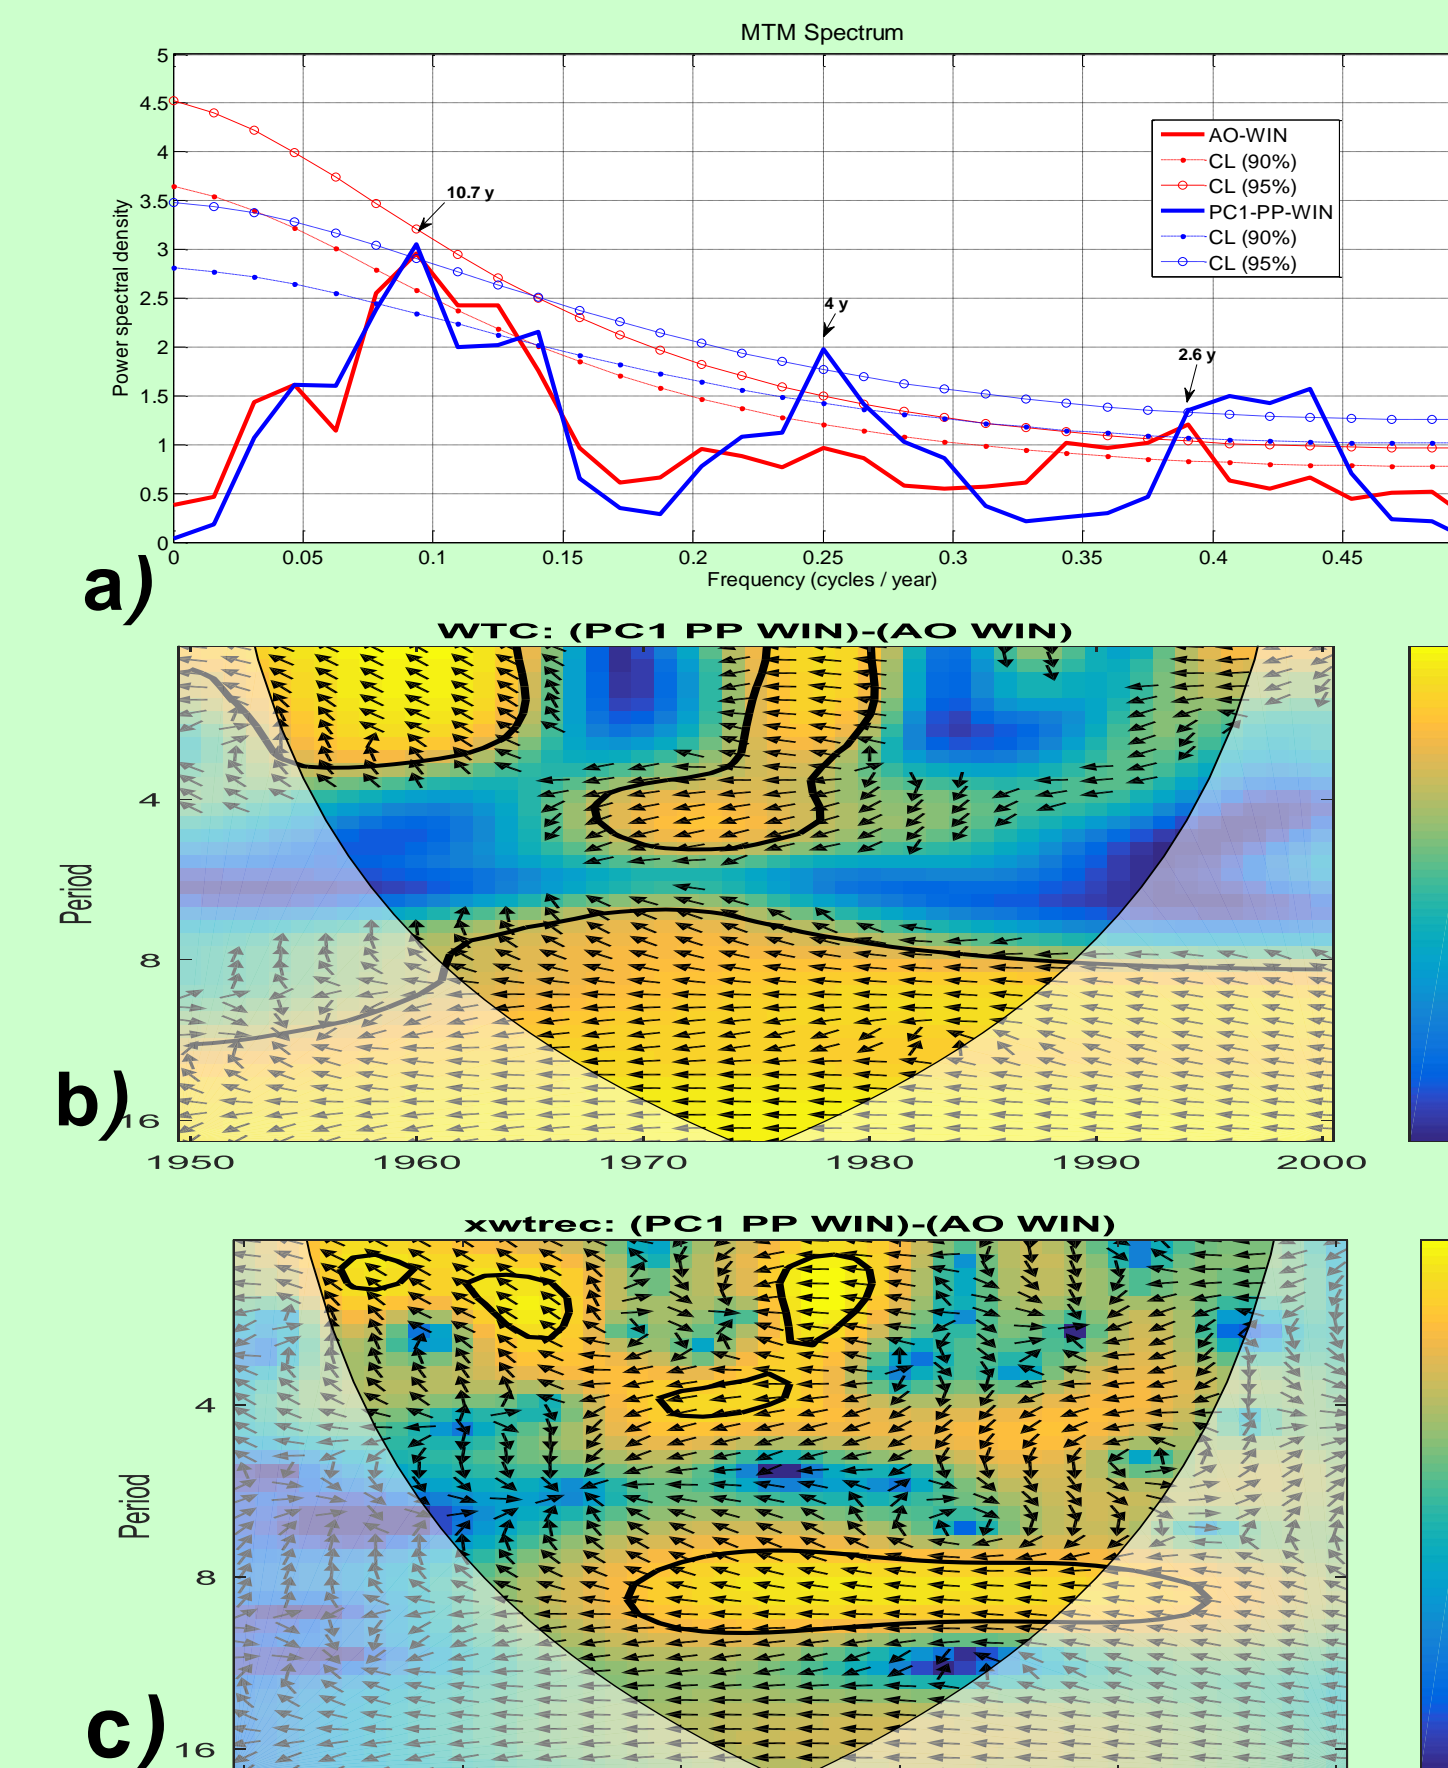 MTM Spectrum
5
4.5
4
3.5
3
2.5
2
1.5
1
0.5
0
Power spectral density
10.7 y
4 y
2.6 y
AO-WIN
CL (90%)
CL (95%)
PC1-PP-WIN
CL (90%)
CL (95%)
0 0.05 0.1 0.15 0.2 0.25 0.3 0.35 0.4 0.45
Frequency (cycles / year)
a)
WTC: (PC1 PP WIN)-(AO WIN)
4
8
16
Period
b)
1950 1960 1970 1980 1990 2000
xwtrec: (PC1 PP WIN)-(AO WIN)
4
8
16
Period
c)